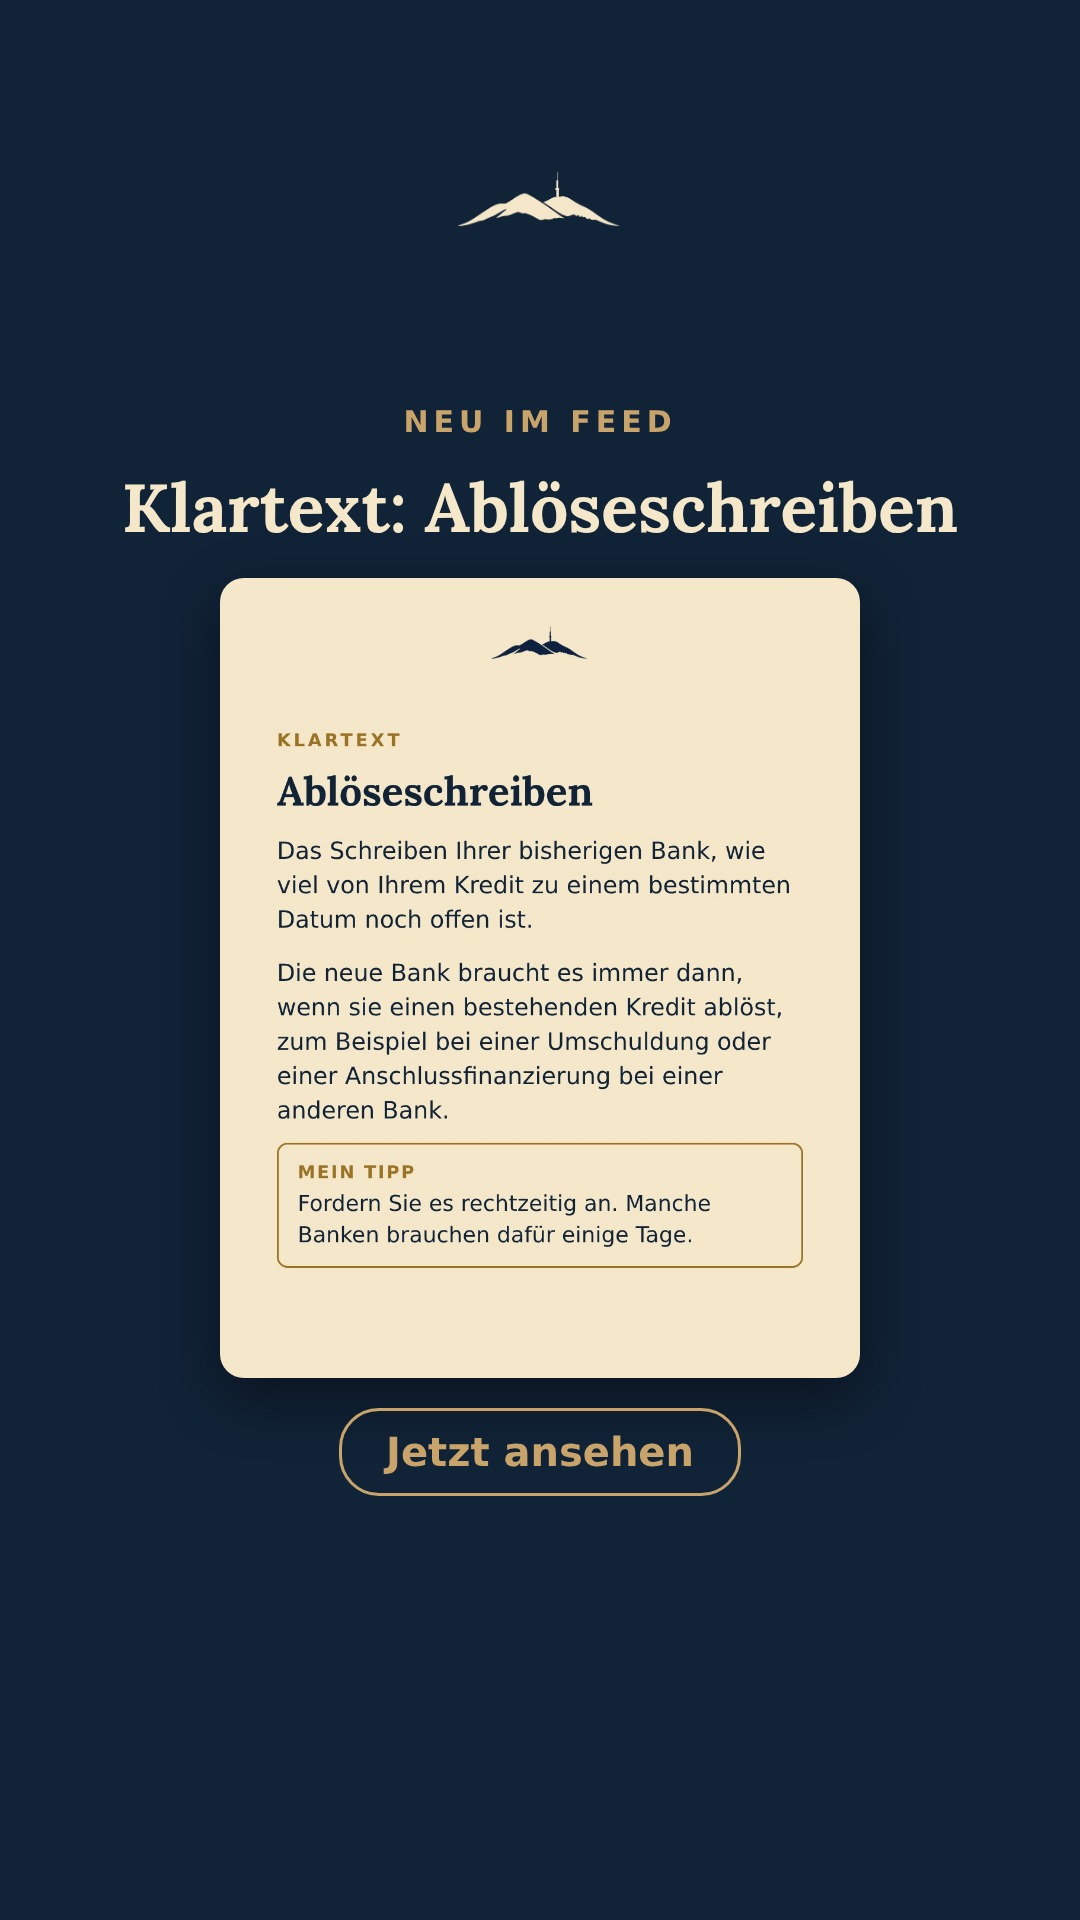 NEU IM FEED
Klartext: Ablöseschreiben
KLARTEXT
Ablöseschreiben
Das Schreiben Ihrer bisherigen Bank, wie
viel von Ihrem Kredit zu einem bestimmten
Datum noch offen ist.
Die neue Bank braucht es immer dann,
wenn sie einen bestehenden Kredit ablöst,
zum Beispiel bei einer Umschuldung oder
einer Anschlussfinanzierung bei einer
anderen Bank.
MEIN TIPP
Fordern Sie es rechtzeitig an. Manche
Banken brauchen dafür einige Tage.
Jetzt ansehen